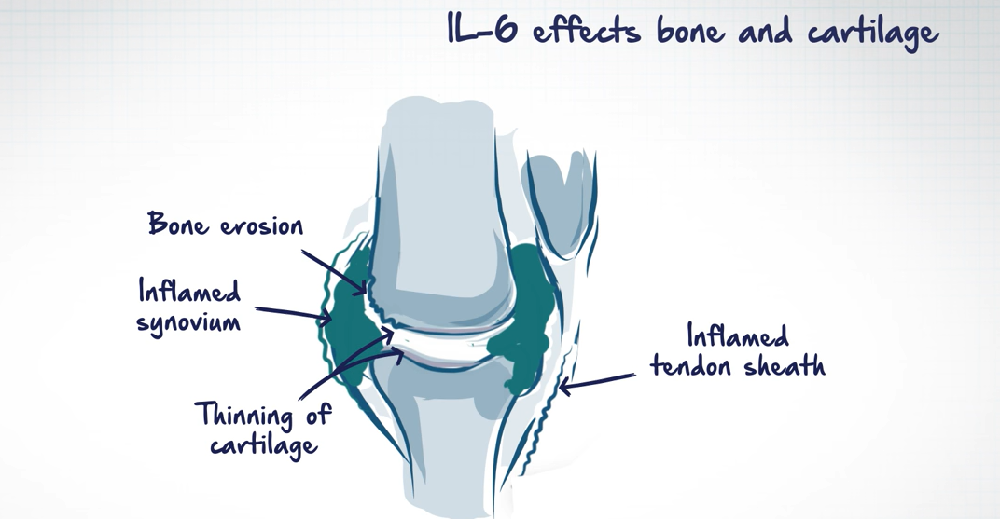 IL-6 effects bone and cartilage
Bone erosion
Inflamed
synovium
Thinning of
cartilage
Inflamed
tendon sheath